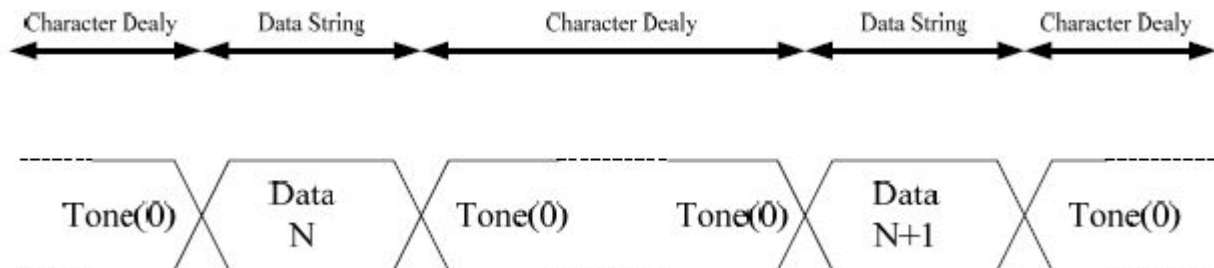 Character Dealy Data String Character Dealy Data String Character Dealy
Tone(0) Data N Tone(0) Tone(0) Data N+1 Tone(0)